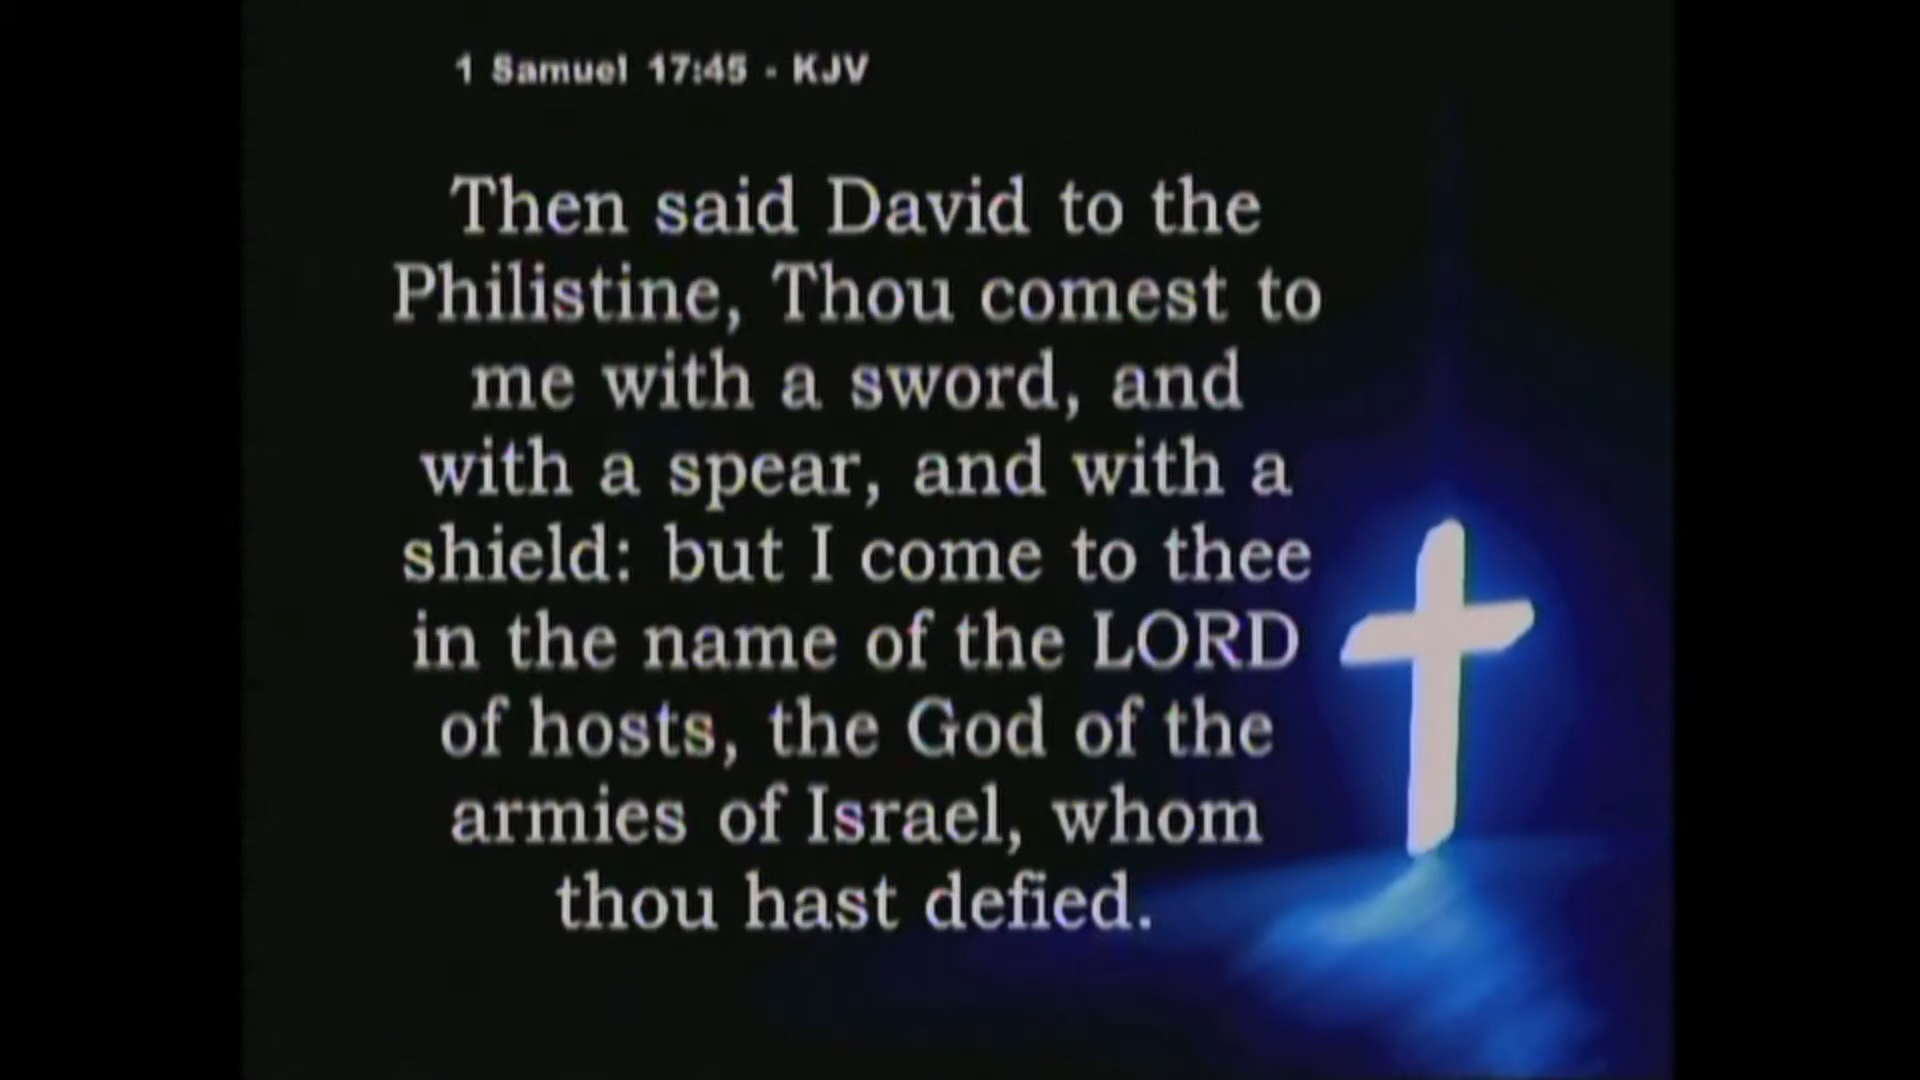 1 Samuel 17:45 - KJV
Then said David to the
Philistine, Thou comest to
me with a sword, and
with a spear, and with a
shield: but I come to thee
in the name of the LORD
of hosts, the God of the
armies of Israel, whom
thou hast defied.